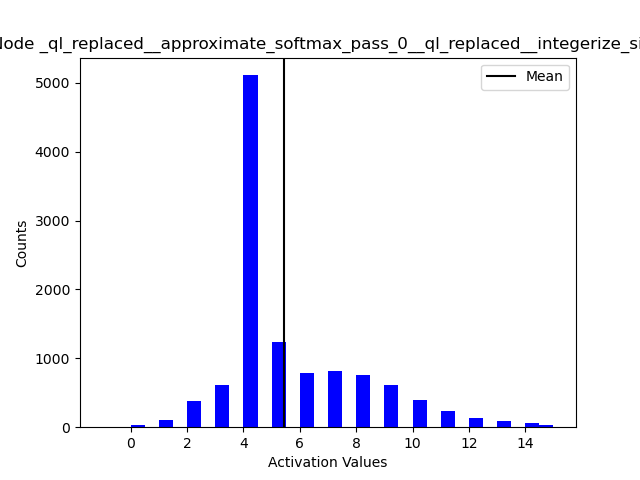 Node _ql_replaced__approximate_softmax_pass_0__ql_replaced__integerize_si
Mean
5000
4000
3000
2000
1000
0
Counts
0 2 4 6 8 10 12 14
Activation Values